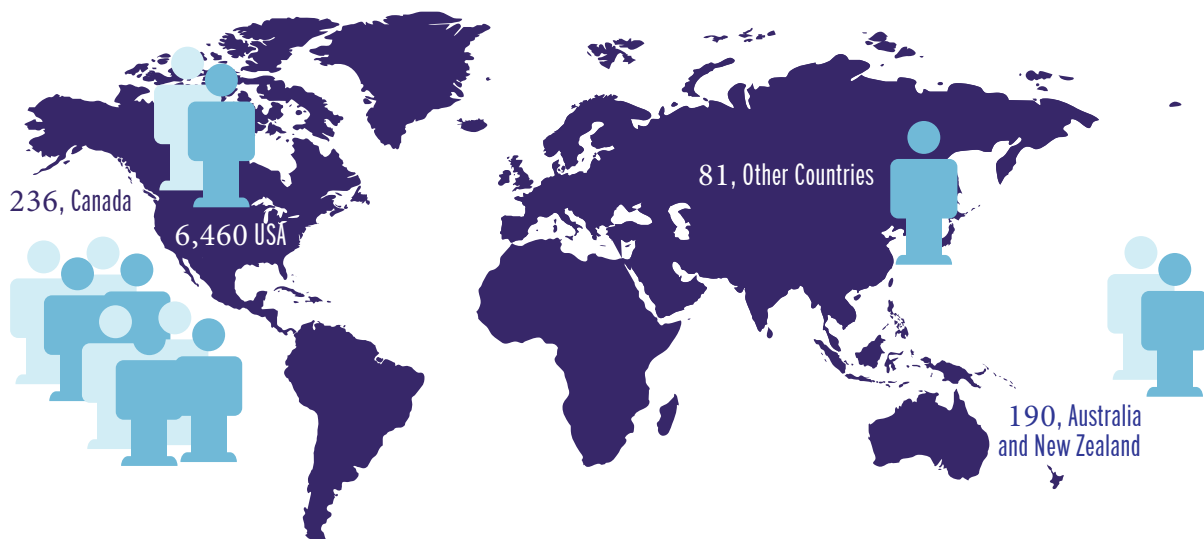 81, Other Countries
236, Canada
6,460 USA
190, Australia
and New Zealand